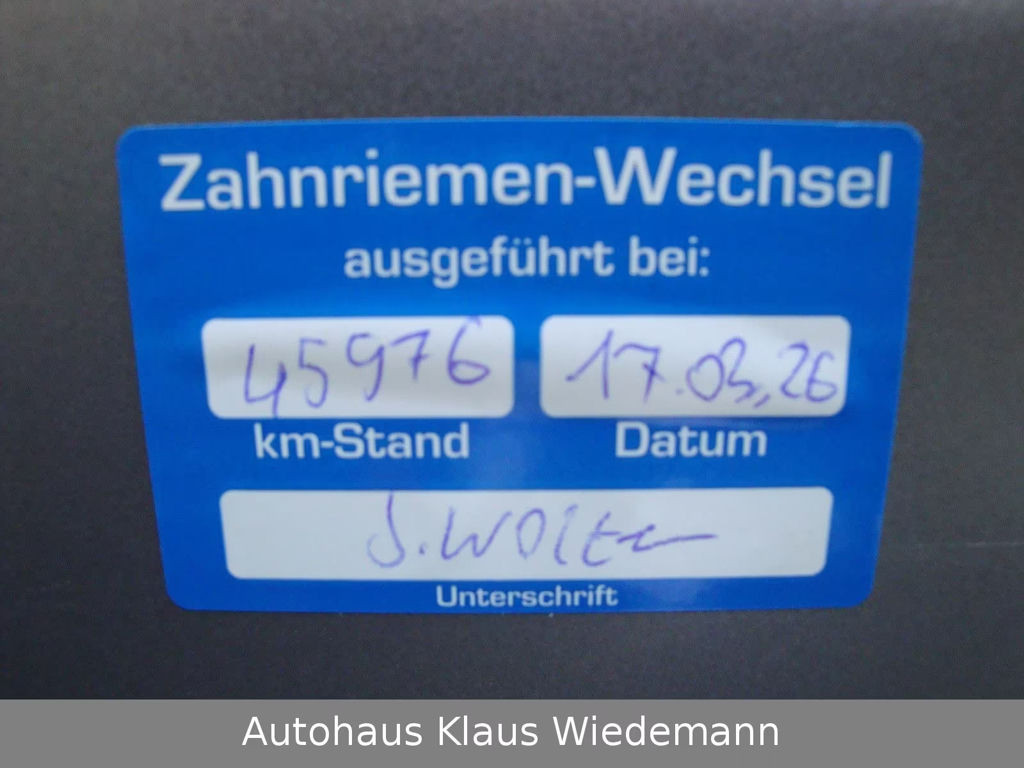 Zahnriemen-Wechsel
ausgeführt bei:
45976 17.03.26
km-Stand Datum
Unterschrift
Autohaus Klaus Wiedemann